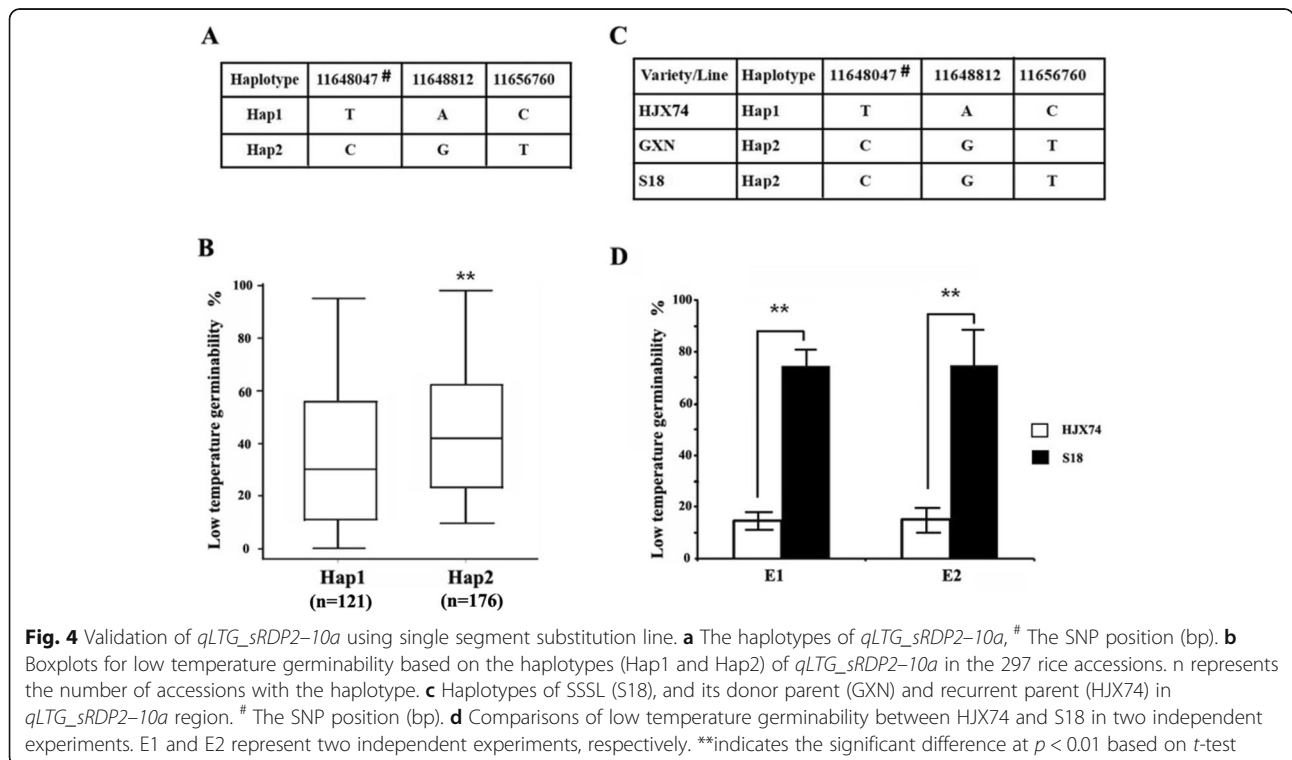 A
Haplotype 11648047 # 11648812 11656760
Hap1 T A C
Hap2 C G T
C
Variety/Line Haplotype 11648047 # 11648812 11656760
HJX74 Hap1 T A C
GXN Hap2 C G T
S18 Hap2 C G T
B
Low temperature germinability %
100
80
60
40
20
0
**
Hap1 Hap2
(n=121) (n=176)
D
Low temperature germinability %
100
80
60
40
20
0
** **
E1 E2
HJX74
S18
Fig. 4 Validation of qLTG_sRDP2–10a using single segment substitution line. a The haplotypes of qLTG_sRDP2–10a, # The SNP position (bp). b
Boxplots for low temperature germinability based on the haplotypes (Hap1 and Hap2) of qLTG_sRDP2–10a in the 297 rice accessions. n represents
the number of accessions with the haplotype. c Haplotypes of SSSL (S18), and its donor parent (GXN) and recurrent parent (HJX74) in
qLTG_sRDP2–10a region. # The SNP position (bp). d Comparisons of low temperature germinability between HJX74 and S18 in two independent
experiments. E1 and E2 represent two independent experiments, respectively. **indicates the significant difference at p < 0.01 based on t-test